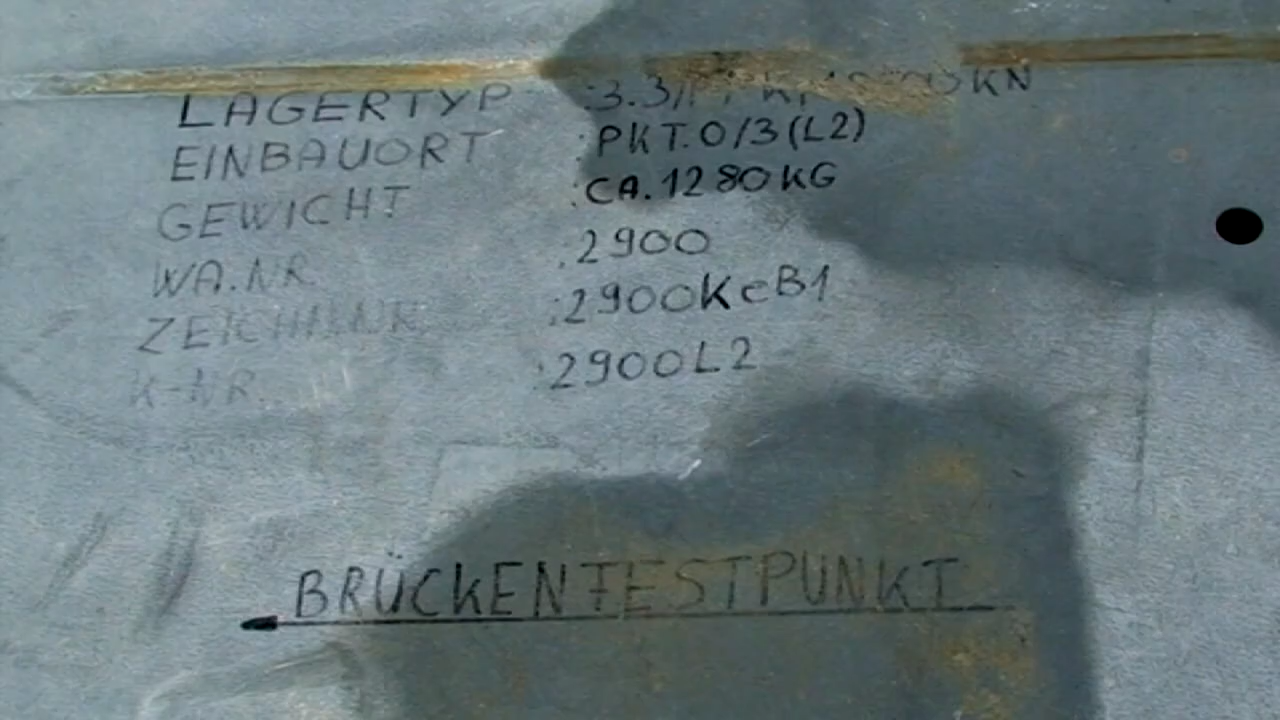 LAGERTYP
EINBAUORT :PKT.0/3(L2)
GEWICHT :CA.1280KG
WA.NR :2900
ZEICHN.NR :2900KeB1
K-NR. :2900L2
BRÜCKENTESTPUNKT